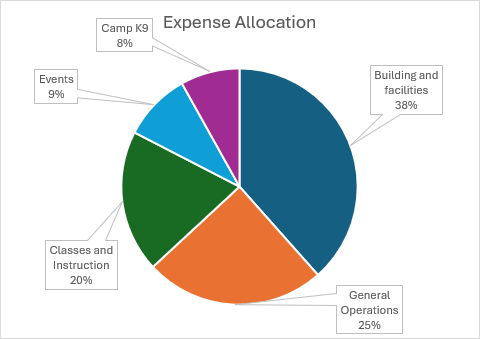 Expense Allocation
Camp K9
8%
Events
9%
Building and
facilities
38%
Classes and
Instruction
20%
General
Operations
25%